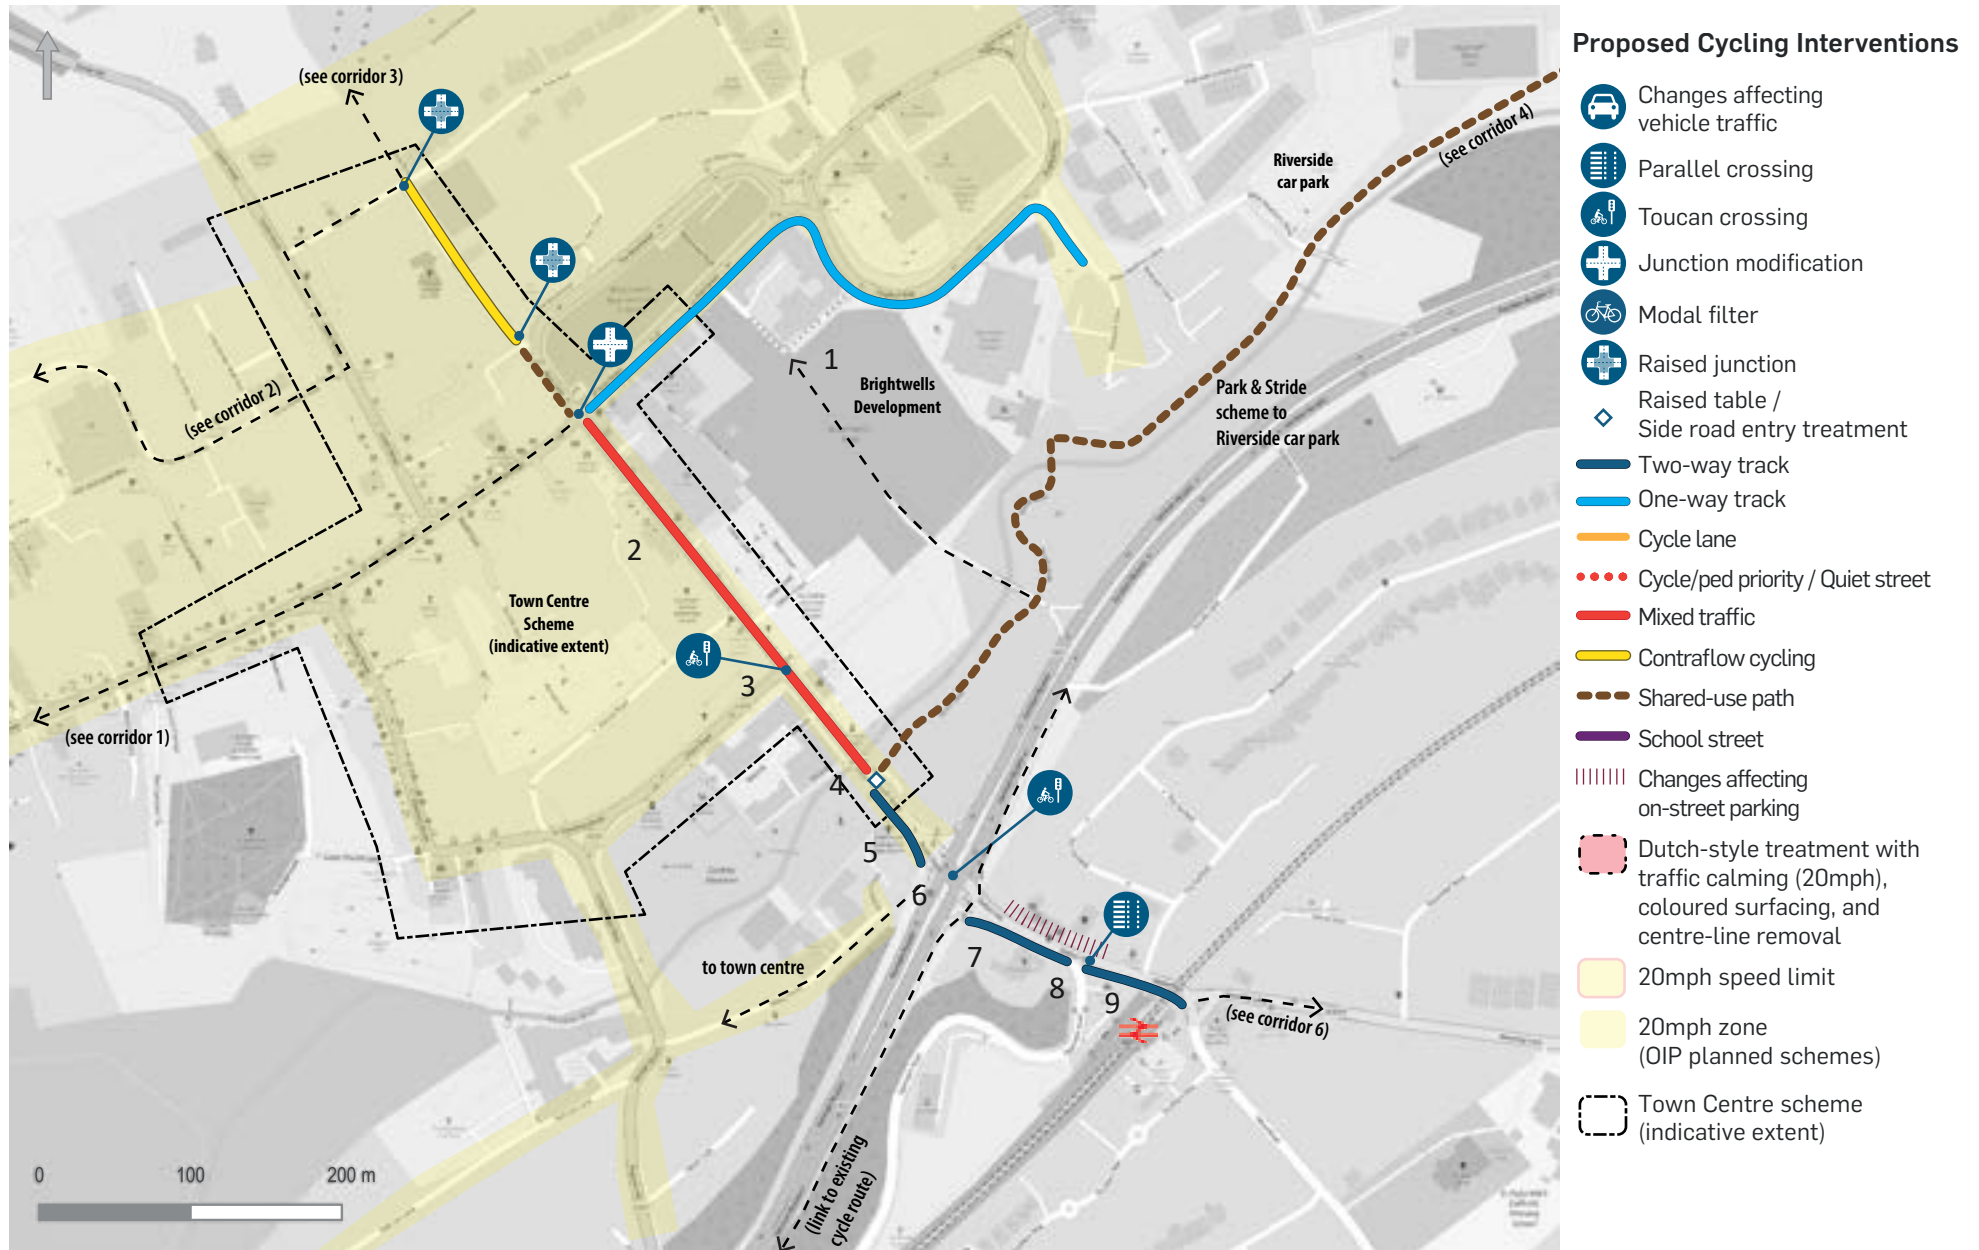 (see corridor 3)
Riverside
car park
(see corridor 4)
1
Brightwells
Development
Park & Stride
scheme to
Riverside car park
(see corridor 2)
2
Town Centre
Scheme
(indicative extent)
3
(see corridor 1)
4
5
6
to town centre
7
8
9
(see corridor 6)
(link to existing
cycle route)
0 100 200 m
Proposed Cycling Interventions
Changes affecting
vehicle traffic
Parallel crossing
Toucan crossing
Junction modification
Modal filter
Raised junction
Raised table /
Side road entry treatment
Two-way track
One-way track
Cycle lane
Cycle/ped priority / Quiet street
Mixed traffic
Contraflow cycling
Shared-use path
School street
Changes affecting
on-street parking
Dutch-style treatment with
traffic calming (20mph),
coloured surfacing, and
centre-line removal
20mph speed limit
20mph zone
(OIP planned schemes)
Town Centre scheme
(indicative extent)